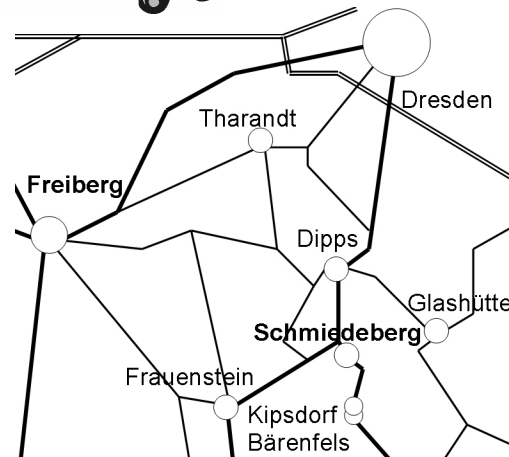 Dresden
Tharandt
Freiberg
Dipps
Glashütte
Schmiedeberg
Frauenstein
Kipsdorf
Bärenfels